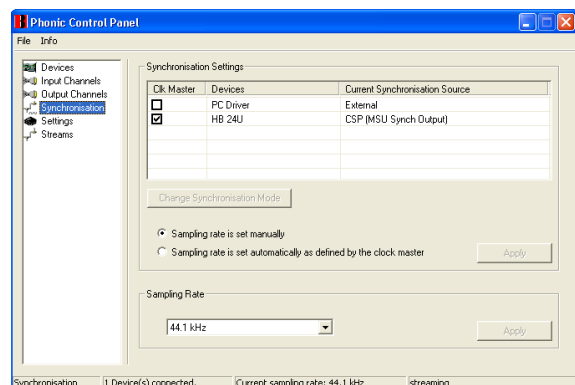 Phonic Control Panel
File Info
Devices
Input Channels
Output Channels
Synchronisation
Settings
Streams
Synchronisation Settings
Clk Master Devices Current Synchronisation Source
PC Driver External
HB 24U CSP (MSU Synch Output)
Change Synchronisation Mode
Sampling rate is set manually
Sampling rate is set automatically as defined by the clock master
Apply
Sampling Rate
44.1 kHz
Apply
Synchronisation 1 Device(s) connected. Current sampling rate: 44.1 kHz streaming